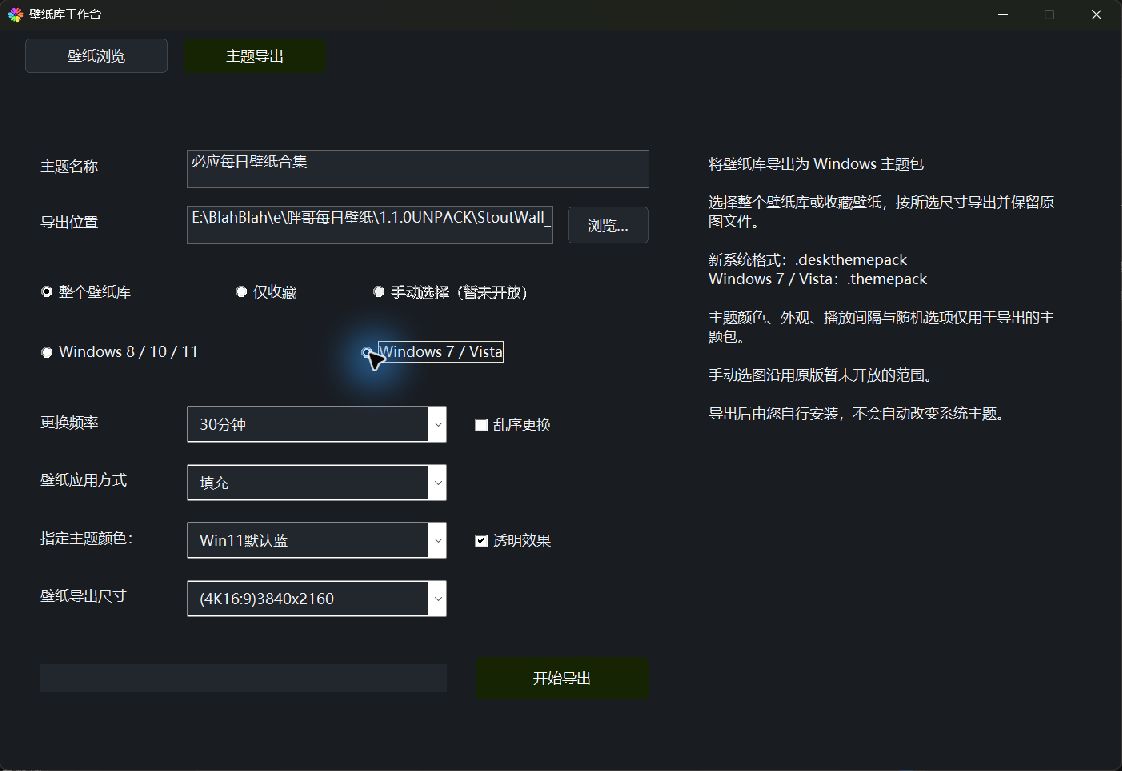 壁纸库工作台
壁纸浏览
主题导出
主题名称
必应每日壁纸合集
导出位置
E:\BlahBlah\e\胖哥每日壁纸\1.1.0UNPACK\StoutWall_
浏览...
整个壁纸库
仅收藏
手动选择（暂未开放）
Windows 8 / 10 / 11
Windows 7 / Vista
更换频率
30分钟
乱序更换
壁纸应用方式
填充
指定主题颜色:
Win11默认蓝
透明效果
壁纸导出尺寸
(4K16:9)3840x2160
开始导出
将壁纸库导出为 Windows 主题包
选择整个壁纸库或收藏壁纸，按所选尺寸导出并保留原
图文件。
新系统格式：.deskthemepack
Windows 7 / Vista：.themepack
主题颜色、外观、播放间隔与随机选项仅用于导出的主
题包。
手动选图沿用原版暂未开放的范围。
导出后由您自行安装，不会自动改变系统主题。